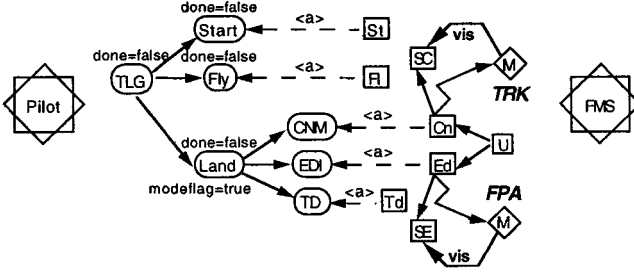 done=false
Start
<a>
St
done=false
done=false
<a>
TLG
Fly
Fl
SC
vis
M
TRK
Pilot
FMS
done=false
CNM
<a>
Cn
U
Land
EDI
<a>
Ed
modeflag=true
TD
<a>
Td
FPA
M
SE
vis